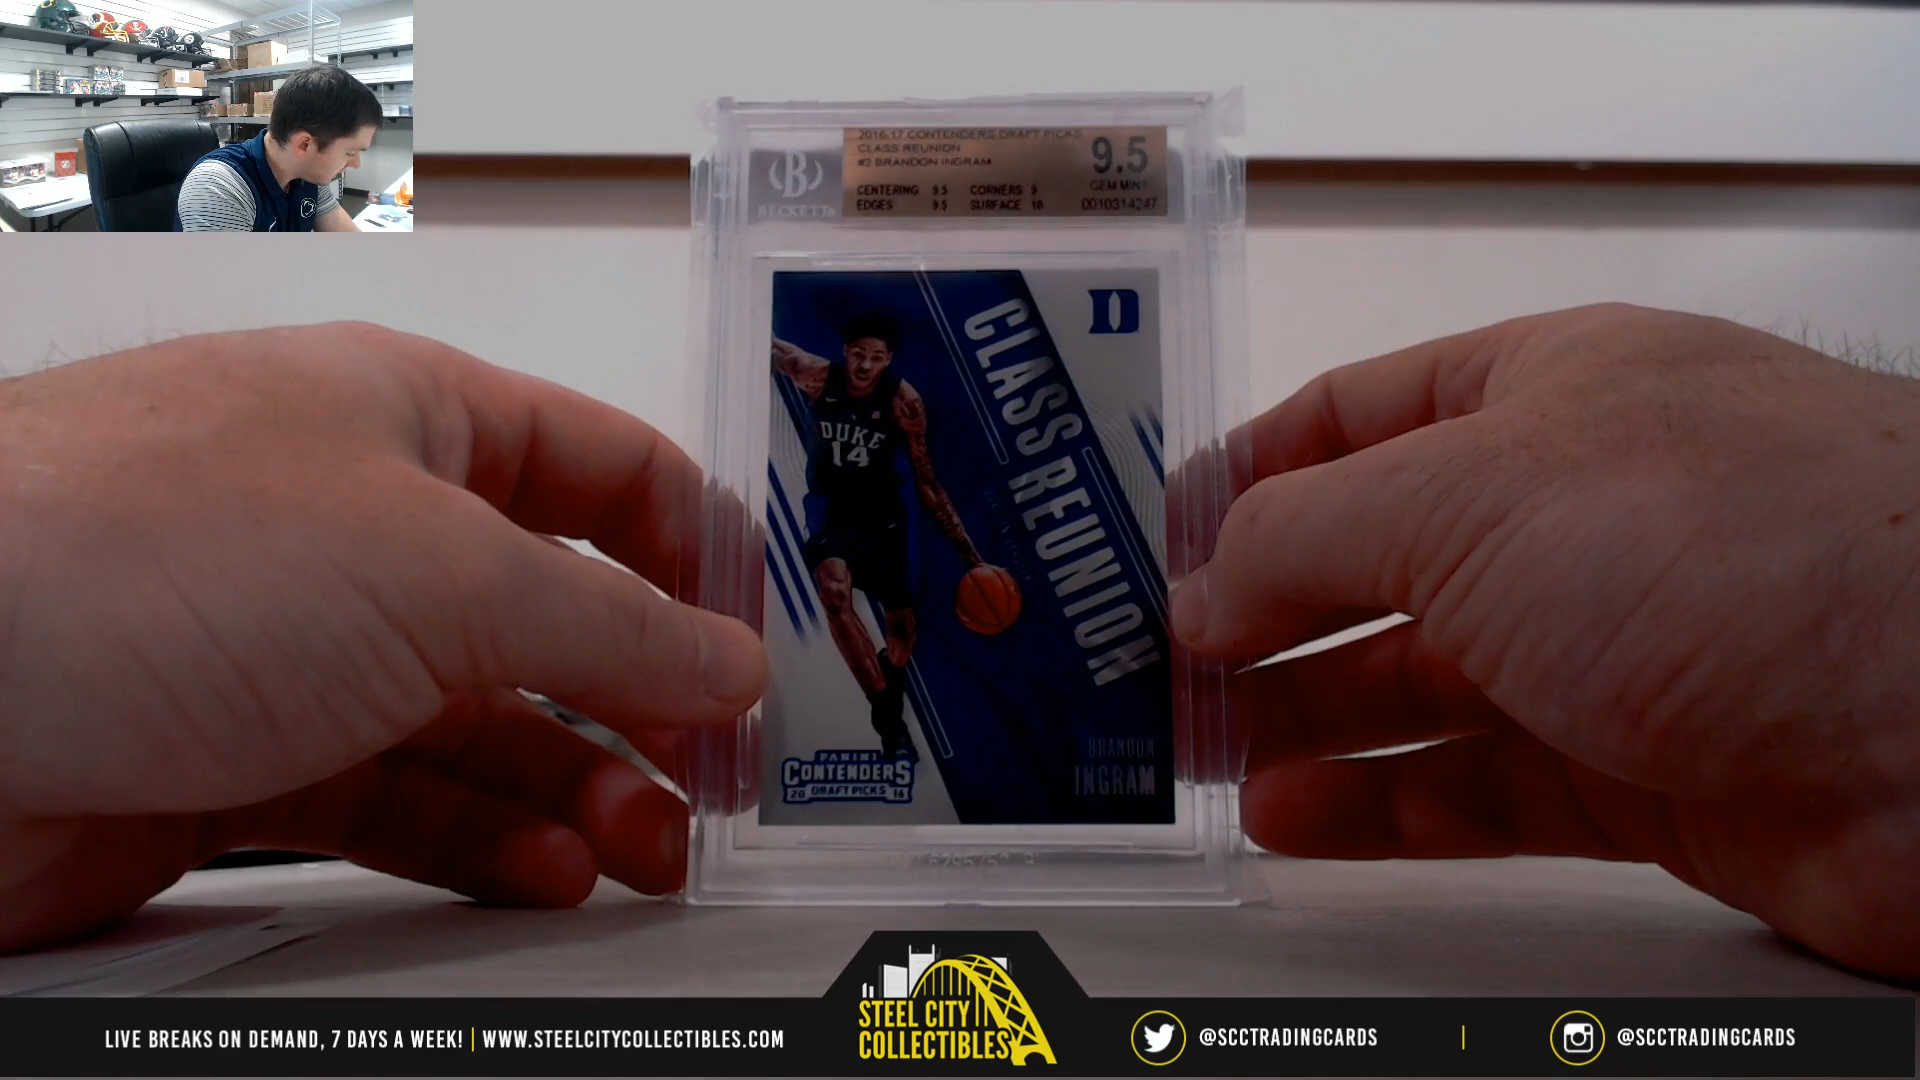 2016-17 CONTENDERS DRAFT PICKS
CLASS REUNION
#2 BRANDON INGRAM
9.5
GEM MINT
CENTERING 9.5 CORNERS 9
EDGES 9.5 SURFACE 10
0010314247
B
BECKETT
D
CLASS REUNION
DUKE
14
PANINI
CONTENDERS
20 DRAFT PICKS 16
BRANDON
INGRAM
STEEL CITY
COLLECTIBLES
LIVE BREAKS ON DEMAND, 7 DAYS A WEEK! | WWW.STEELCITYCOLLECTIBLES.COM
@SCCTRADINGCARDS | @SCCTRADINGCARDS